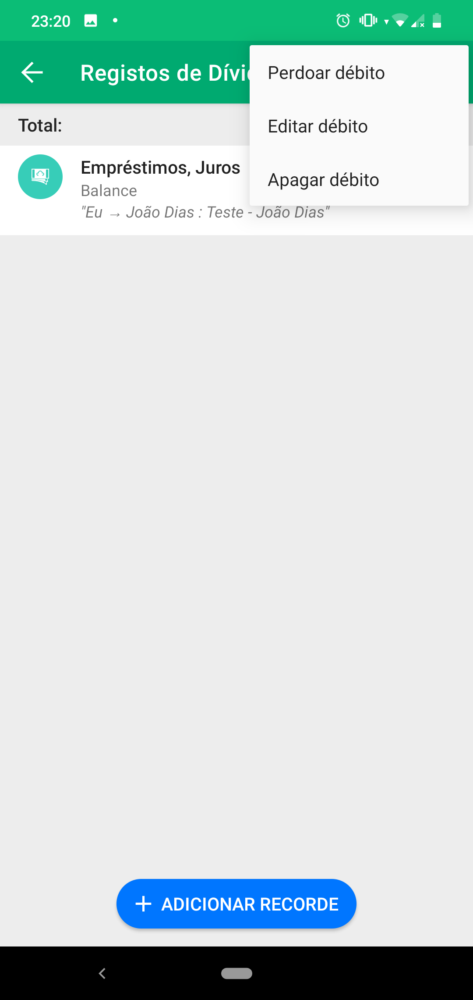 23:20
Registos de
Perdoar débito
Editar débito
Apagar débito
Total:
Empréstimos, Juros
Balance
"Eu → João Dias : Teste - João Dias"
+ ADICIONAR RECORDE